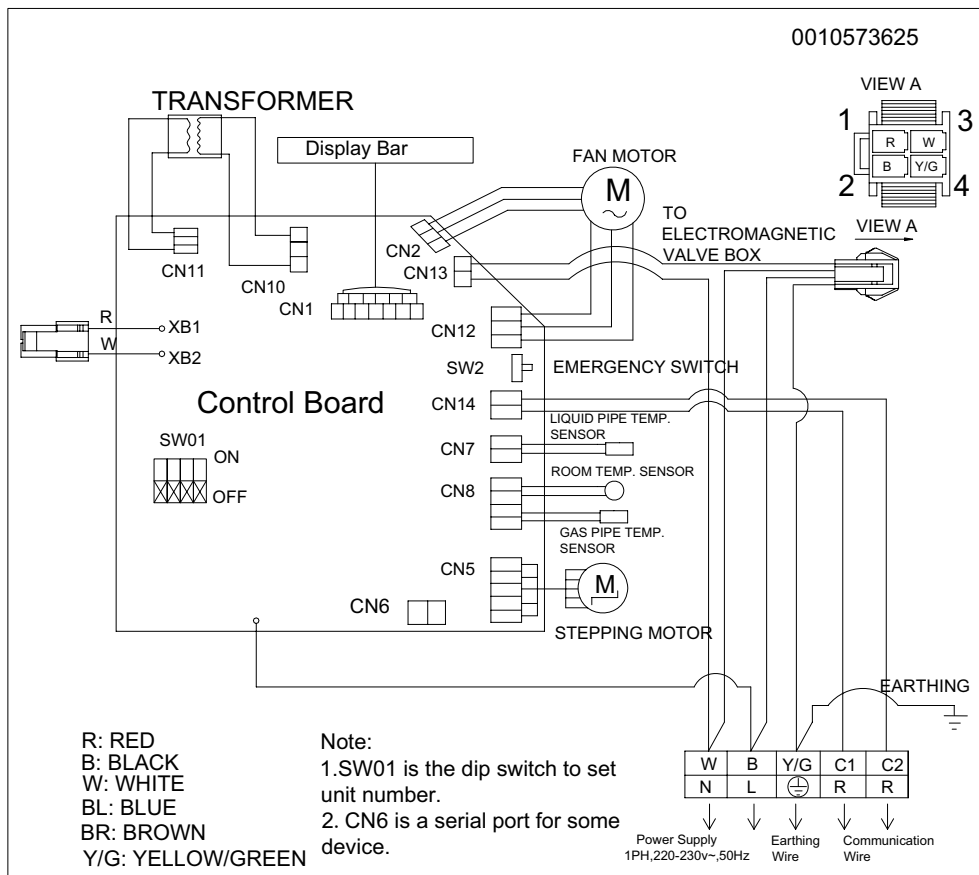 0010573625
VIEW A
TRANSFORMER
1
3
Display Bar
FAN MOTOR
R
W
B
Y/G
2
4
M
TO
ELECTROMAGNETIC
VALVE BOX
VIEW A
CN2
CN11
CN13
CN10
CN1
R
XB1
CN12
W
XB2
SW2
EMERGENCY SWITCH
Control Board
CN14
LIQUID PIPE TEMP.
SENSOR
SW01
ON
OFF
CN7
ROOM TEMP. SENSOR
CN8
GAS PIPE TEMP.
SENSOR
CN5
M
CN6
STEPPING MOTOR
EARTHING
R: RED
B: BLACK
W: WHITE
BL: BLUE
BR: BROWN
Y/G: YELLOW/GREEN
Note:
1.SW01 is the dip switch to set
unit number.
2. CN6 is a serial port for some
device.
W B Y/G C1 C2
N L R R
Power Supply
1PH,220-230v~,50Hz
Earthing
Wire
Communication
Wire